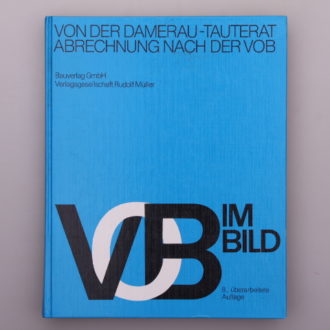 VON DER DAMERAU-TAUTERAT
ABRECHNUNG NACH DER VOB
Bauverlag GmbH
Verlagsgesellschaft Rudolf Müller
VOB IM
BILD
9., überarbeitete
Auflage